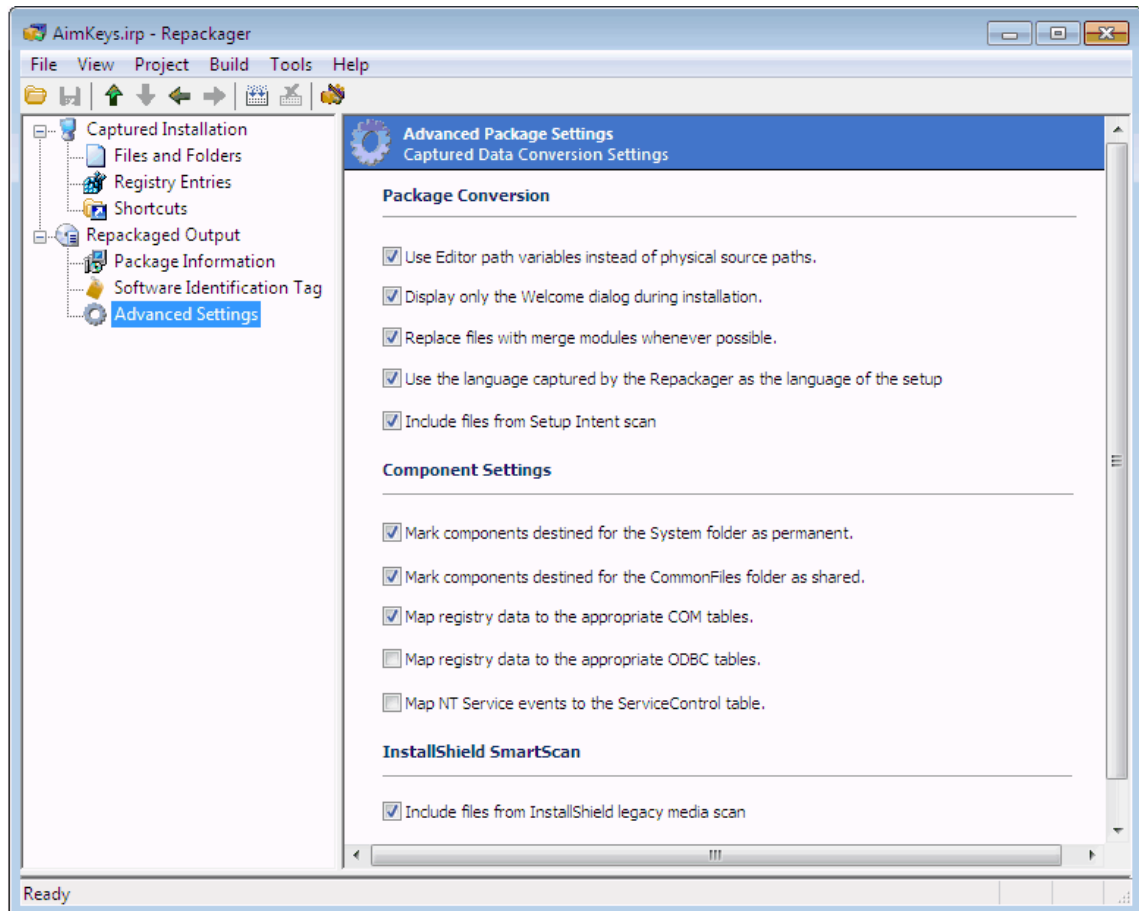 AimKeys.irp - Repackager
File View Project Build Tools Help
Captured Installation
Files and Folders
Registry Entries
Shortcuts
Repackaged Output
Package Information
Software Identification Tag
Advanced Settings
Advanced Package Settings
Captured Data Conversion Settings
Package Conversion
Use Editor path variables instead of physical source paths.
Display only the Welcome dialog during installation.
Replace files with merge modules whenever possible.
Use the language captured by the Repackager as the language of the setup
Include files from Setup Intent scan
Component Settings
Mark components destined for the System folder as permanent.
Mark components destined for the CommonFiles folder as shared.
Map registry data to the appropriate COM tables.
Map registry data to the appropriate ODBC tables.
Map NT Service events to the ServiceControl table.
InstallShield SmartScan
Include files from InstallShield legacy media scan
Ready